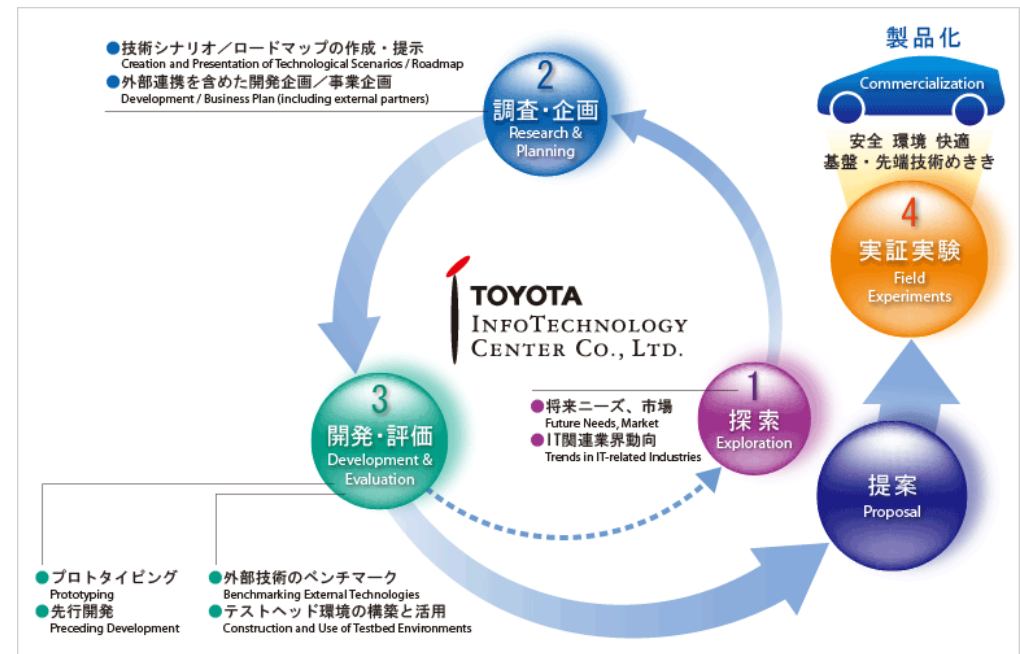 ●技術シナリオ／ロードマップの作成・提示
Creation and Presentation of Technological Scenarios / Roadmap
●外部連携を含めた開発企画／事業企画
Development / Business Plan (including external partners)
2
調査・企画
Research &
Planning
製品化
Commercialization
安全 環境 快適
基盤・先端技術めきき
4
実証実験
Field
Experiments
TOYOTA
INFOTECHNOLOGY
CENTER CO., LTD.
1
探索
Exploration
●将来ニーズ、市場
Future Needs, Market
●IT関連業界動向
Trends in IT-related Industries
3
開発・評価
Development &
Evaluation
提案
Proposal
●プロトタイピング
Prototyping
●先行開発
Preceding Development
●外部技術のベンチマーク
Benchmarking External Technologies
●テストヘッド環境の構築と活用
Construction and Use of Testbed Environments